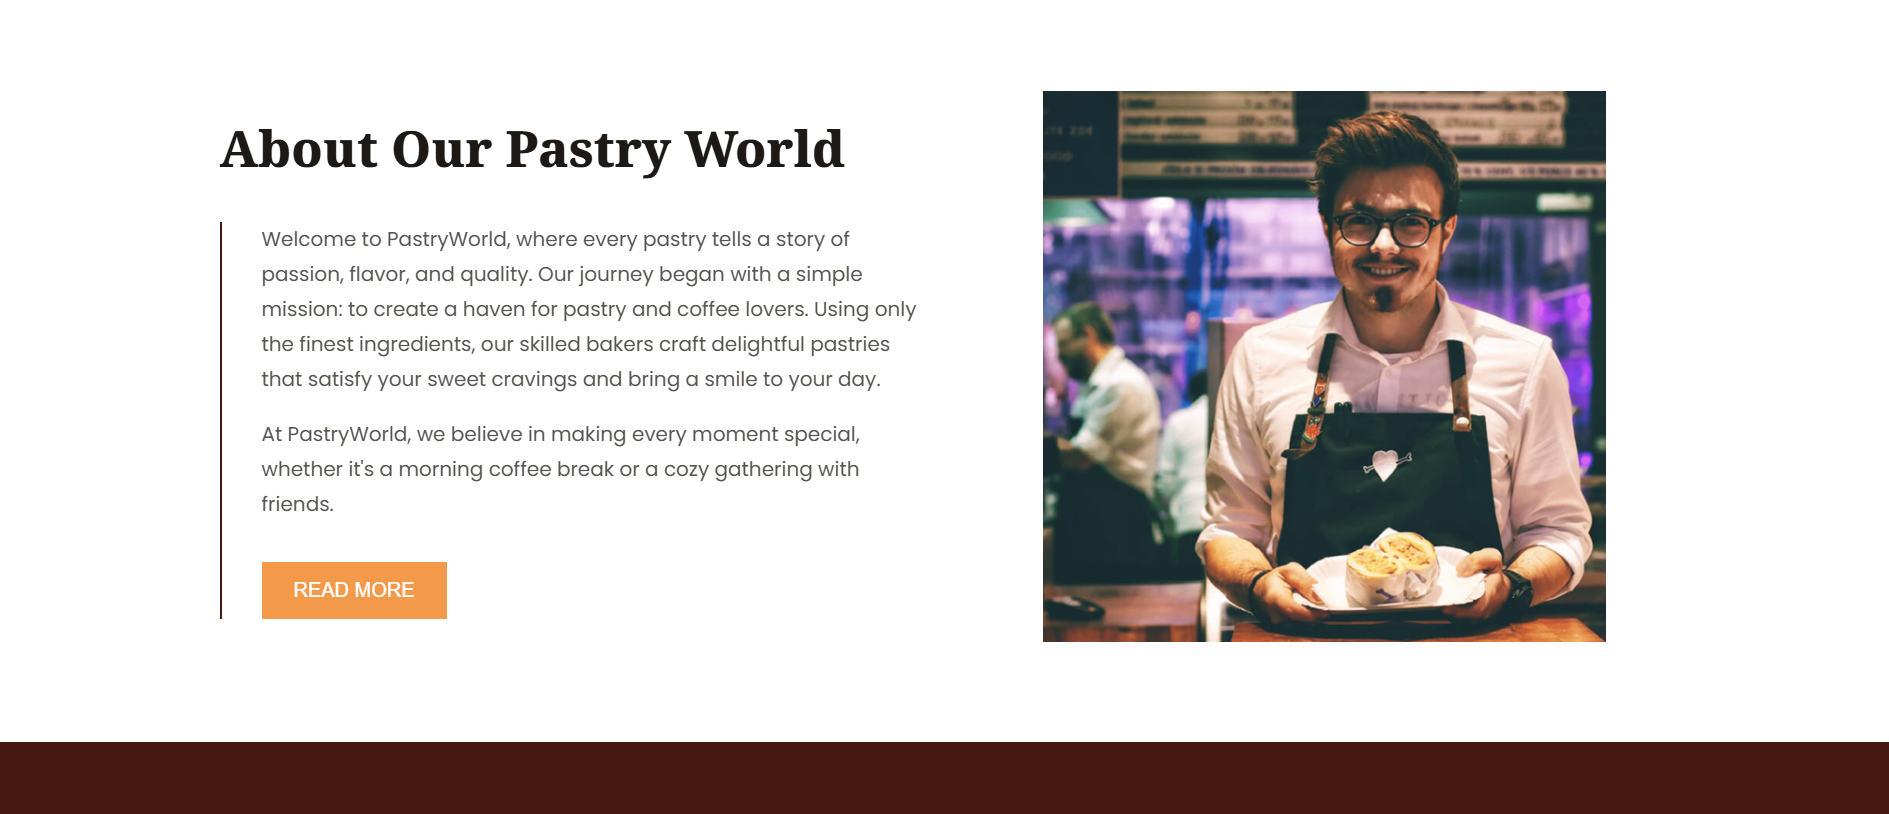 About Our Pastry World
Welcome to PastryWorld, where every pastry tells a story of
passion, flavor, and quality. Our journey began with a simple
mission: to create a haven for pastry and coffee lovers. Using only
the finest ingredients, our skilled bakers craft delightful pastries
that satisfy your sweet cravings and bring a smile to your day.
At PastryWorld, we believe in making every moment special,
whether it's a morning coffee break or a cozy gathering with
friends.
READ MORE